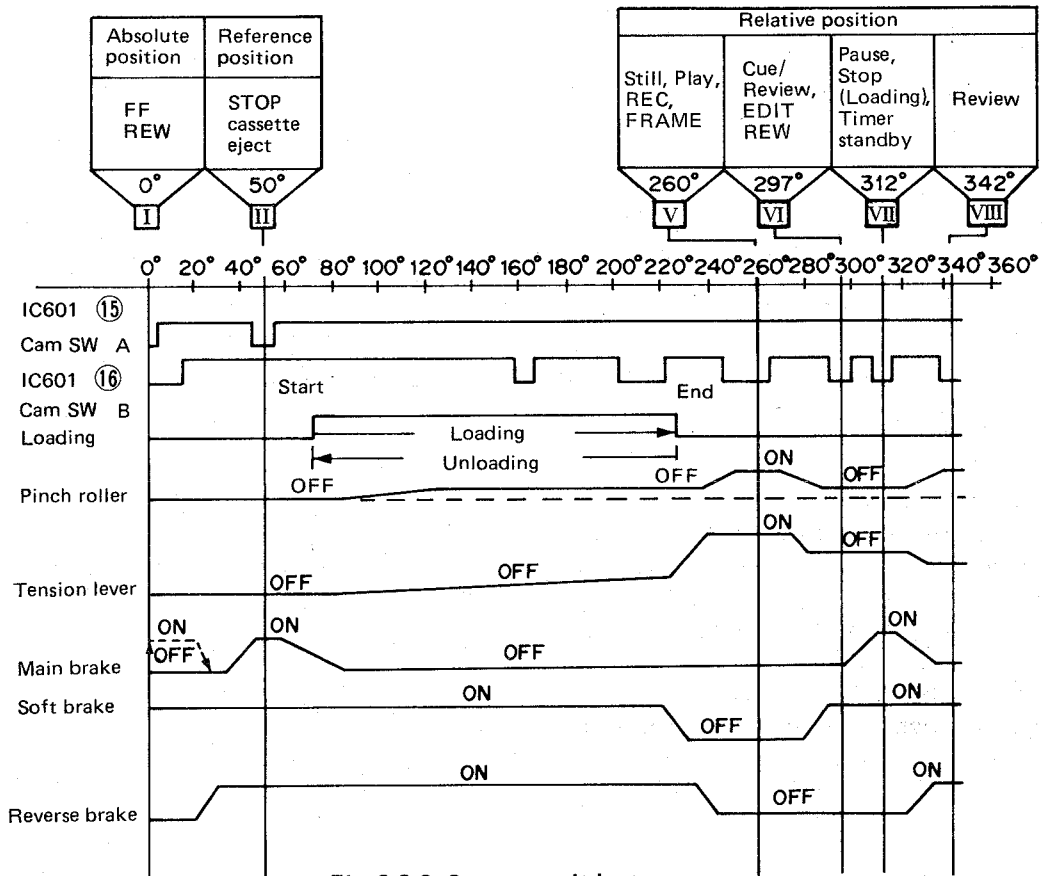 Absolute position
Reference position
FF
REW
STOP
cassette
eject
0°
50°
I
II
Relative position
Still, Play,
REC,
FRAME
Cue/
Review,
EDIT
REW
Pause,
Stop
(Loading),
Timer
standby
Review
260°
297°
312°
342°
V
VI
VII
VIII
0° 20° 40° 60° 80° 100° 120° 140° 160° 180° 200° 220° 240° 260° 280° 300° 320° 340° 360°
IC601 ⑮
Cam SW A
IC601 ⑯
Start
End
Cam SW B
Loading
Loading
Unloading
Pinch roller
OFF
OFF
ON
OFF
Tension lever
OFF
OFF
ON
OFF
Main brake
ON
OFF
ON
OFF
ON
Soft brake
ON
OFF
ON
Reverse brake
ON
OFF
ON